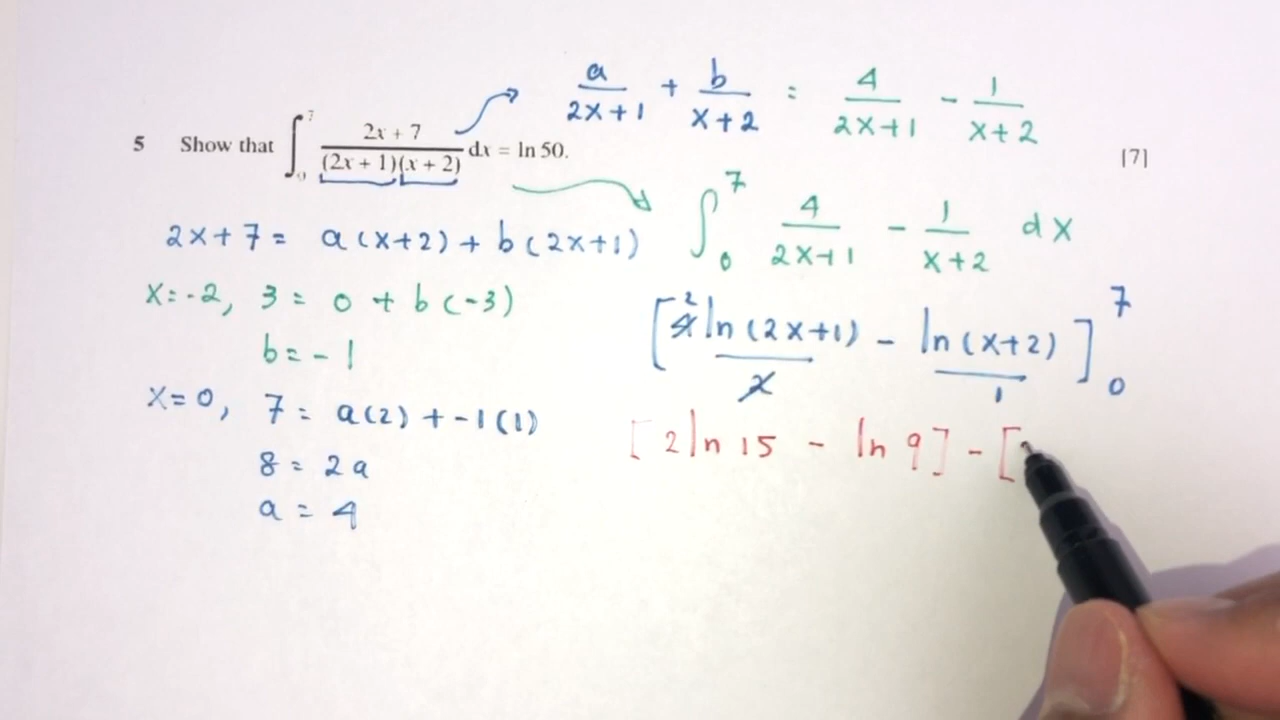 a/(2x+1) + b/(x+2) = 4/(2x+1) - 1/(x+2)
5 Show that ∫₀⁷ (2x + 7)/((2x + 1)(x + 2)) dx = ln 50. [7]
∫₀⁷ 4/(2x+1) - 1/(x+2) dx
2x+7 = a(x+2) + b(2x+1)
x=-2, 3 = 0 + b(-3)
b = -1
x=0, 7 = a(2) + -1(1)
8 = 2a
a = 4
[4̸ ² ln(2x+1)/2̸ - ln(x+2)/1]₀⁷
[2 ln 15 - ln 9] - [